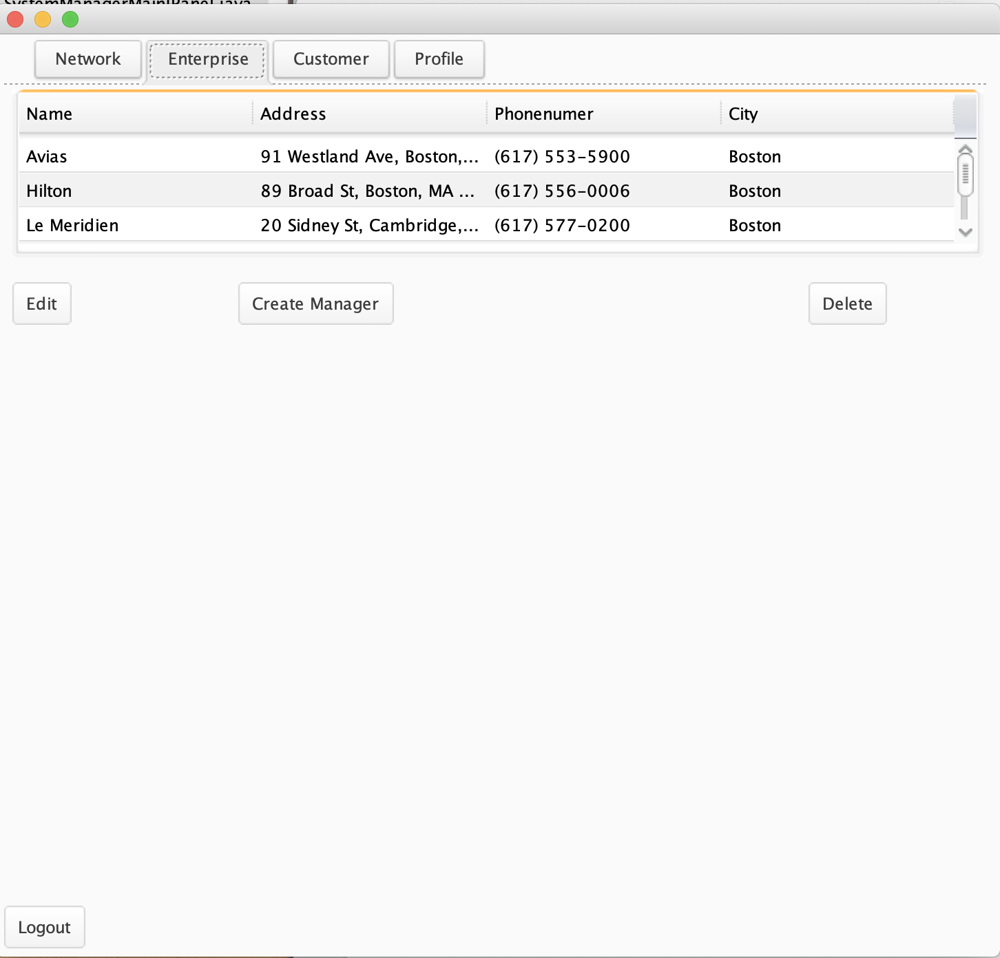 SystemManagerMainJPanel.java
Network Enterprise Customer Profile
Name Address Phonenumer City
Avias 91 Westland Ave, Boston,... (617) 553-5900 Boston
Hilton 89 Broad St, Boston, MA ... (617) 556-0006 Boston
Le Meridien 20 Sidney St, Cambridge,... (617) 577-0200 Boston
Edit Create Manager Delete
Logout